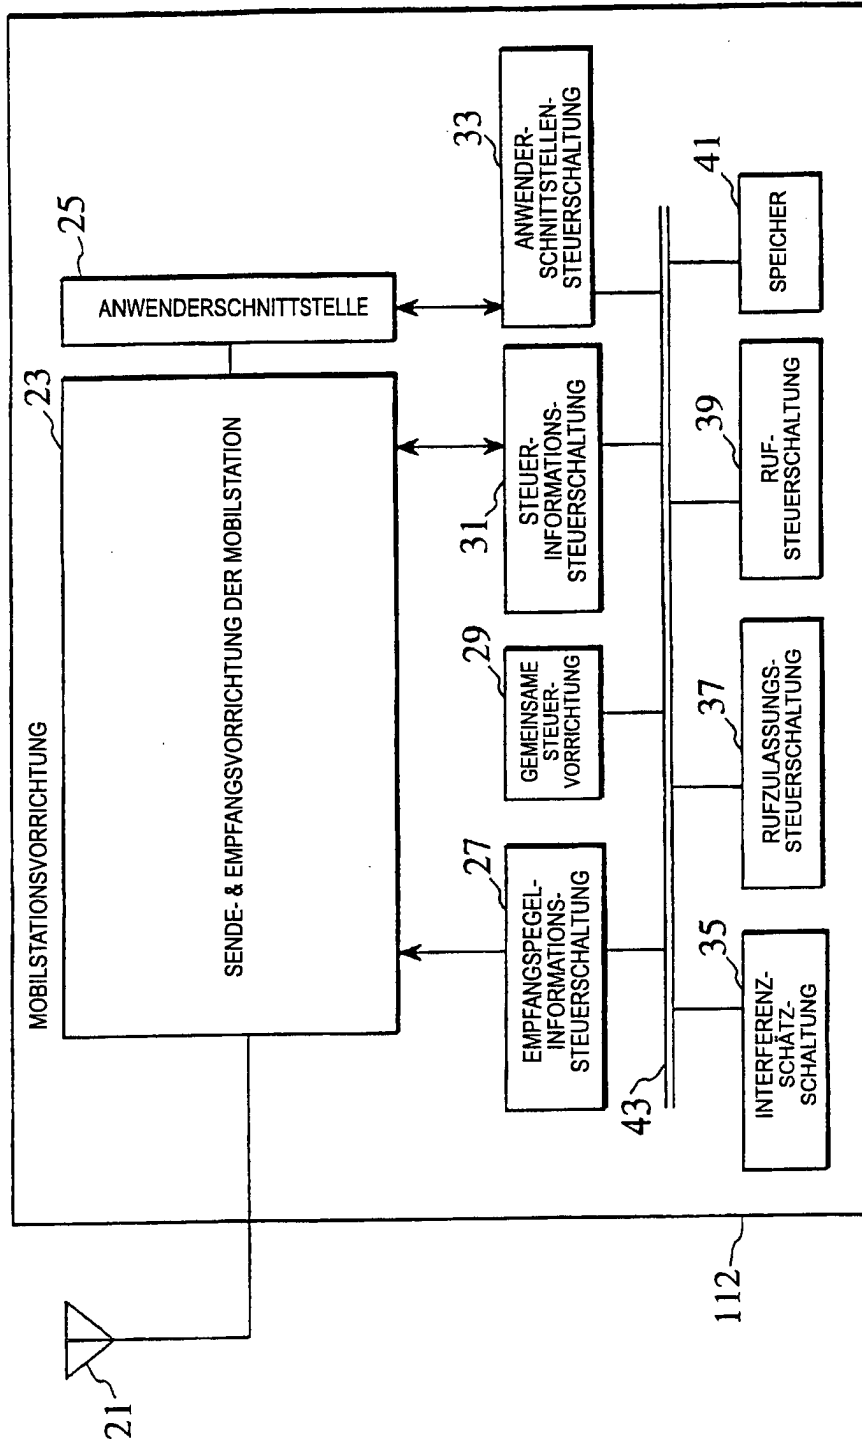 MOBILSTATIONSVORRICHTUNG
21
23
SENDE- & EMPFANGSVORRICHTUNG DER MOBILSTATION
25
ANWENDERSCHNITTSTELLE
27
EMPFANGSPEGEL-
INFORMATIONS-
STEUERSCHALTUNG
29
GEMEINSAME
STEUER-
VORRICHTUNG
31
STEUER-
INFORMATIONS-
STEUERSCHALTUNG
33
ANWENDER-
SCHNITTSTELLEN-
STEUERSCHALTUNG
43
35
INTERFERENZ-
SCHÄTZ-
SCHALTUNG
37
RUFZULASSUNGS-
STEUERSCHALTUNG
39
RUF-
STEUERSCHALTUNG
41
SPEICHER
112